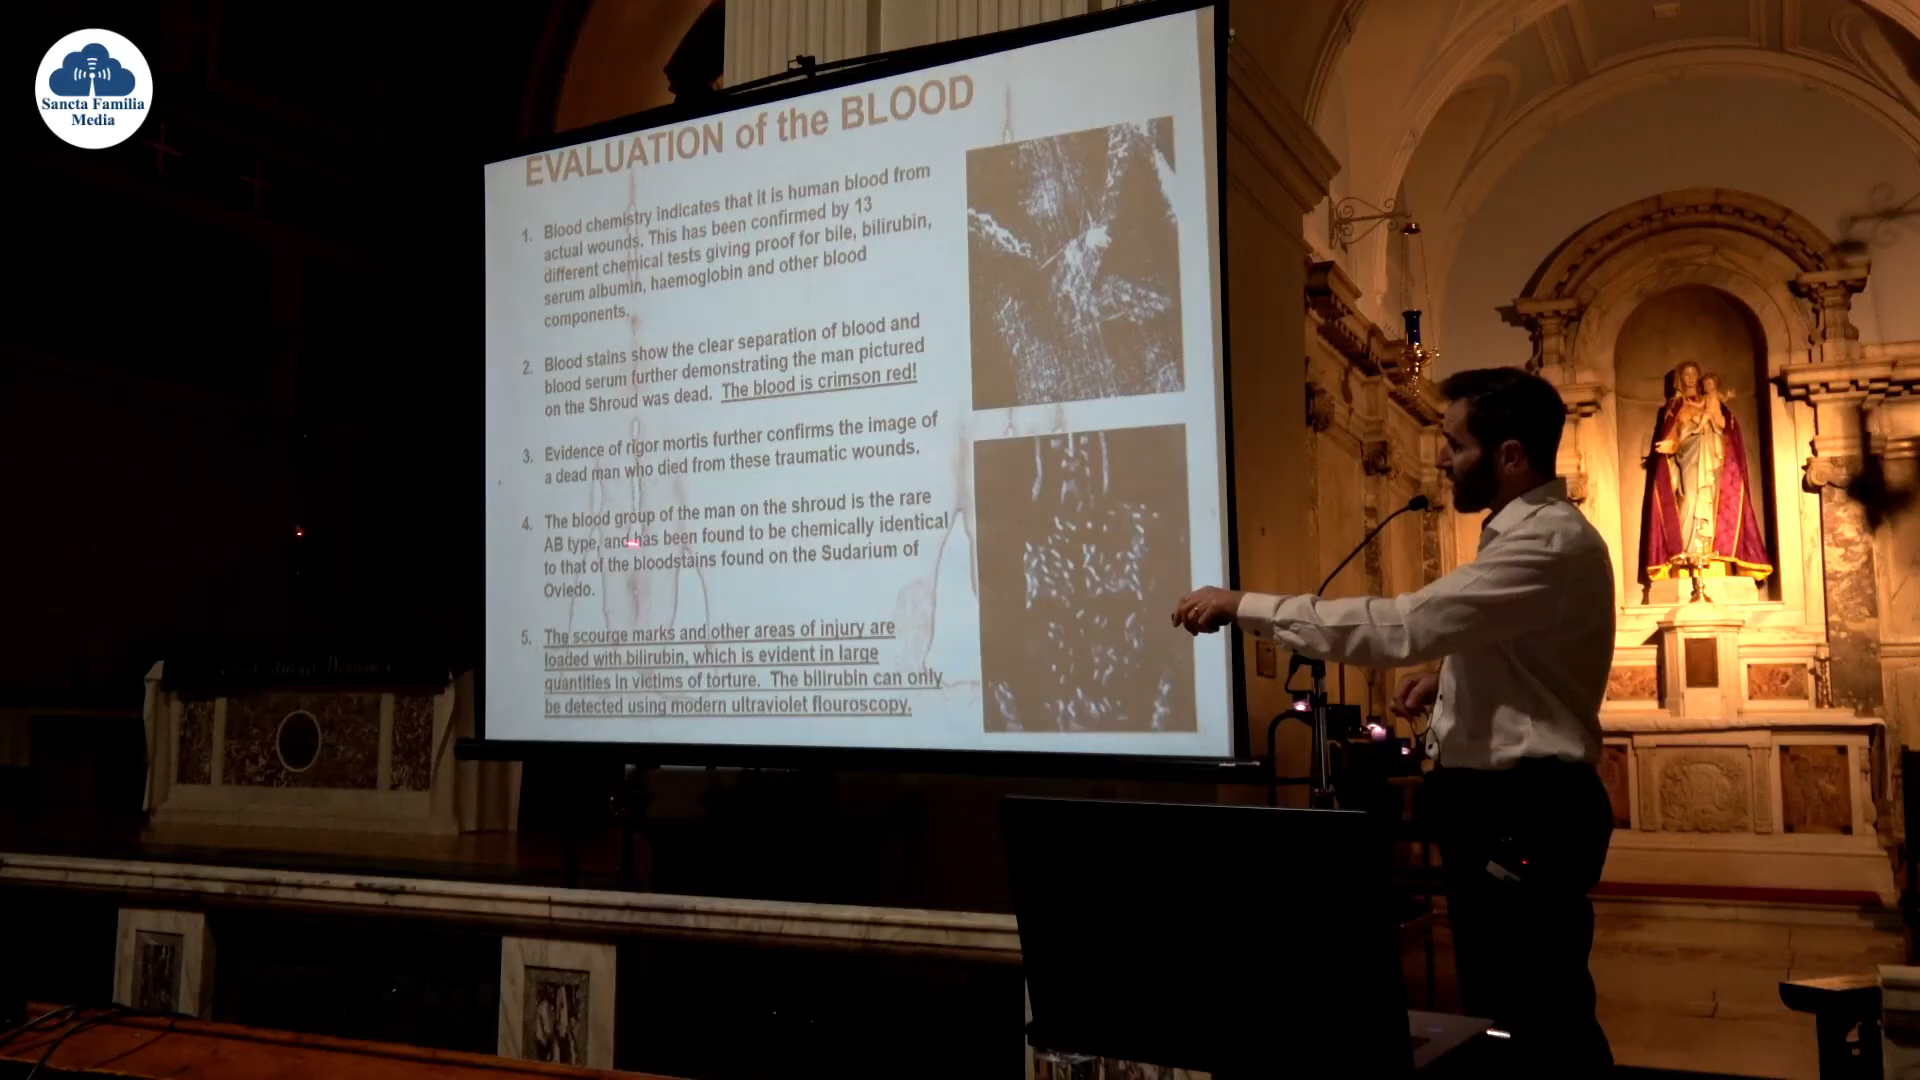 Sancta Familia
Media
EVALUATION of the BLOOD
1. Blood chemistry indicates that it is human blood from
actual wounds. This has been confirmed by 13
different chemical tests giving proof for bile, bilirubin,
serum albumin, haemoglobin and other blood
components.
2. Blood stains show the clear separation of blood and
blood serum further demonstrating the man pictured
on the Shroud was dead. The blood is crimson red!
3. Evidence of rigor mortis further confirms the image of
a dead man who died from these traumatic wounds.
4. The blood group of the man on the shroud is the rare
AB type, and has been found to be chemically identical
to that of the bloodstains found on the Sudarium of
Oviedo.
5. The scourge marks and other areas of injury are
loaded with bilirubin, which is evident in large
quantities in victims of torture. The bilirubin can only
be detected using modern ultraviolet flouroscopy.